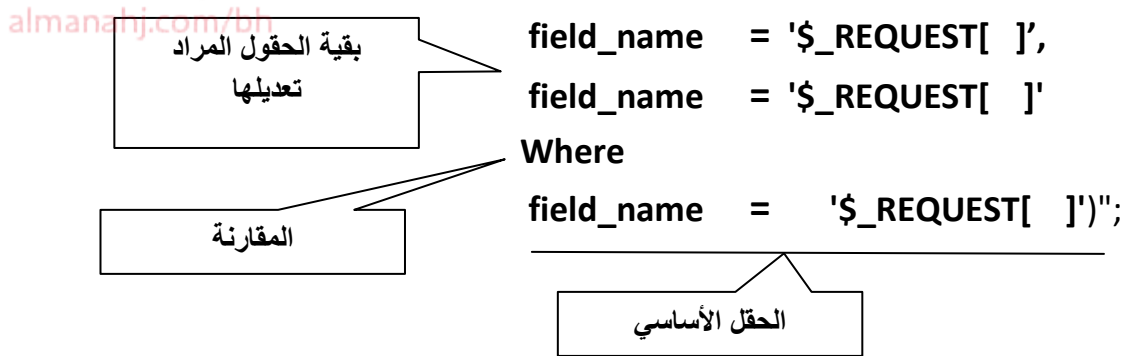 almanahj.com/bh
بقية الحقول المراد
تعديلها
field_name = '$_REQUEST[ ]’,
field_name = '$_REQUEST[ ]'
Where
field_name = '$_REQUEST[ ]')";
المقارنة
الحقل الأساسي